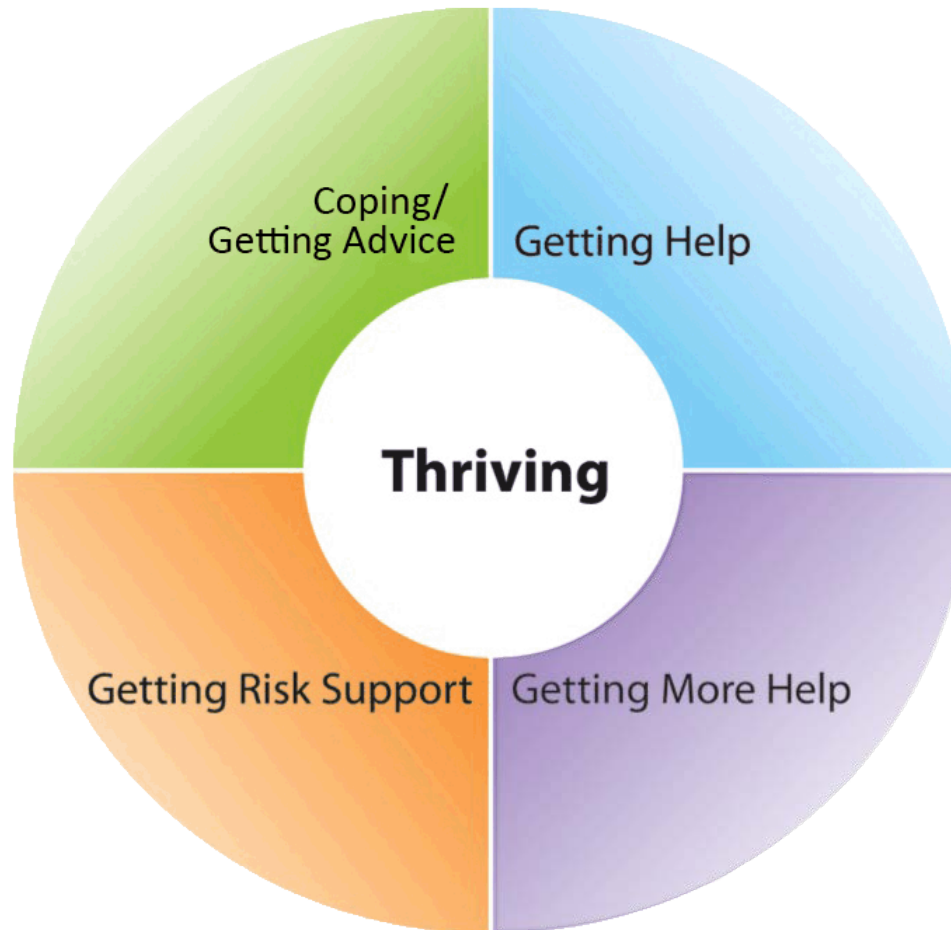 Coping/
Getting Advice
Getting Help
Thriving
Getting Risk Support
Getting More Help